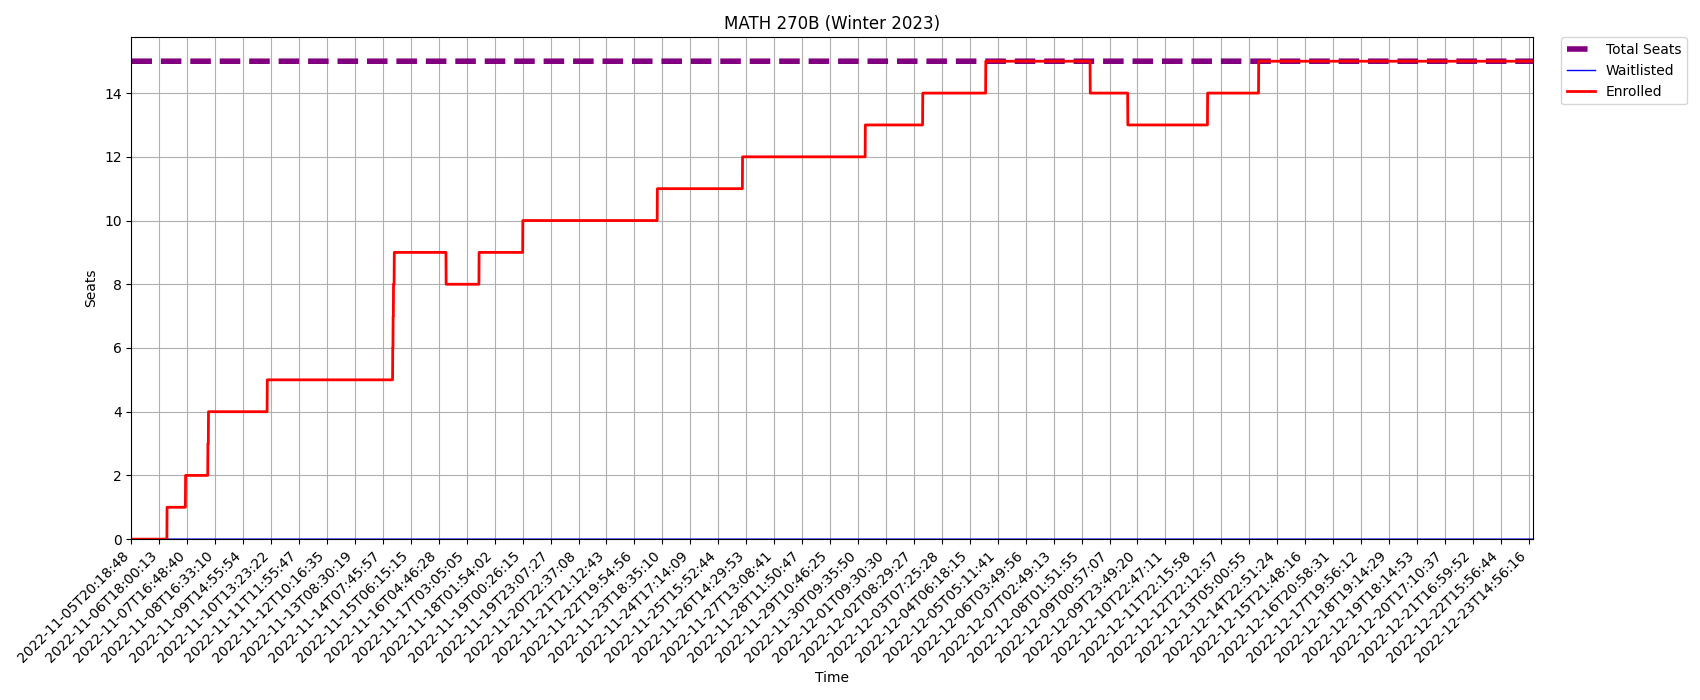 MATH 270B (Winter 2023)
Total Seats
Waitlisted
Enrolled
Seats
14
12
10
8
6
4
2
0
2022-11-05T20:18:48
2022-11-06T18:00:13
2022-11-07T16:48:40
2022-11-08T16:33:10
2022-11-09T14:55:54
2022-11-10T13:23:22
2022-11-11T11:55:47
2022-11-12T10:16:35
2022-11-13T08:30:19
2022-11-14T07:45:57
2022-11-15T06:15:15
2022-11-16T04:46:28
2022-11-17T03:05:05
2022-11-18T01:54:02
2022-11-19T00:26:15
2022-11-19T23:07:27
2022-11-20T22:37:08
2022-11-21T21:12:43
2022-11-22T19:54:56
2022-11-23T18:35:10
2022-11-24T17:14:09
2022-11-25T15:52:44
2022-11-26T14:29:53
2022-11-27T13:08:41
2022-11-28T11:50:47
2022-11-29T10:46:25
2022-11-30T09:35:50
2022-12-01T09:30:30
2022-12-02T08:29:27
2022-12-03T07:25:28
2022-12-04T06:18:15
2022-12-05T05:11:41
2022-12-06T03:49:56
2022-12-07T02:49:13
2022-12-08T01:51:55
2022-12-09T00:57:07
2022-12-09T23:49:20
2022-12-10T22:47:11
2022-12-11T22:15:58
2022-12-12T22:12:57
2022-12-13T05:00:55
2022-12-14T22:51:24
2022-12-15T21:48:16
2022-12-16T20:58:31
2022-12-17T19:56:12
2022-12-18T19:14:29
2022-12-19T18:14:53
2022-12-20T17:10:37
2022-12-21T16:59:52
2022-12-22T15:56:44
2022-12-23T14:56:16
Time